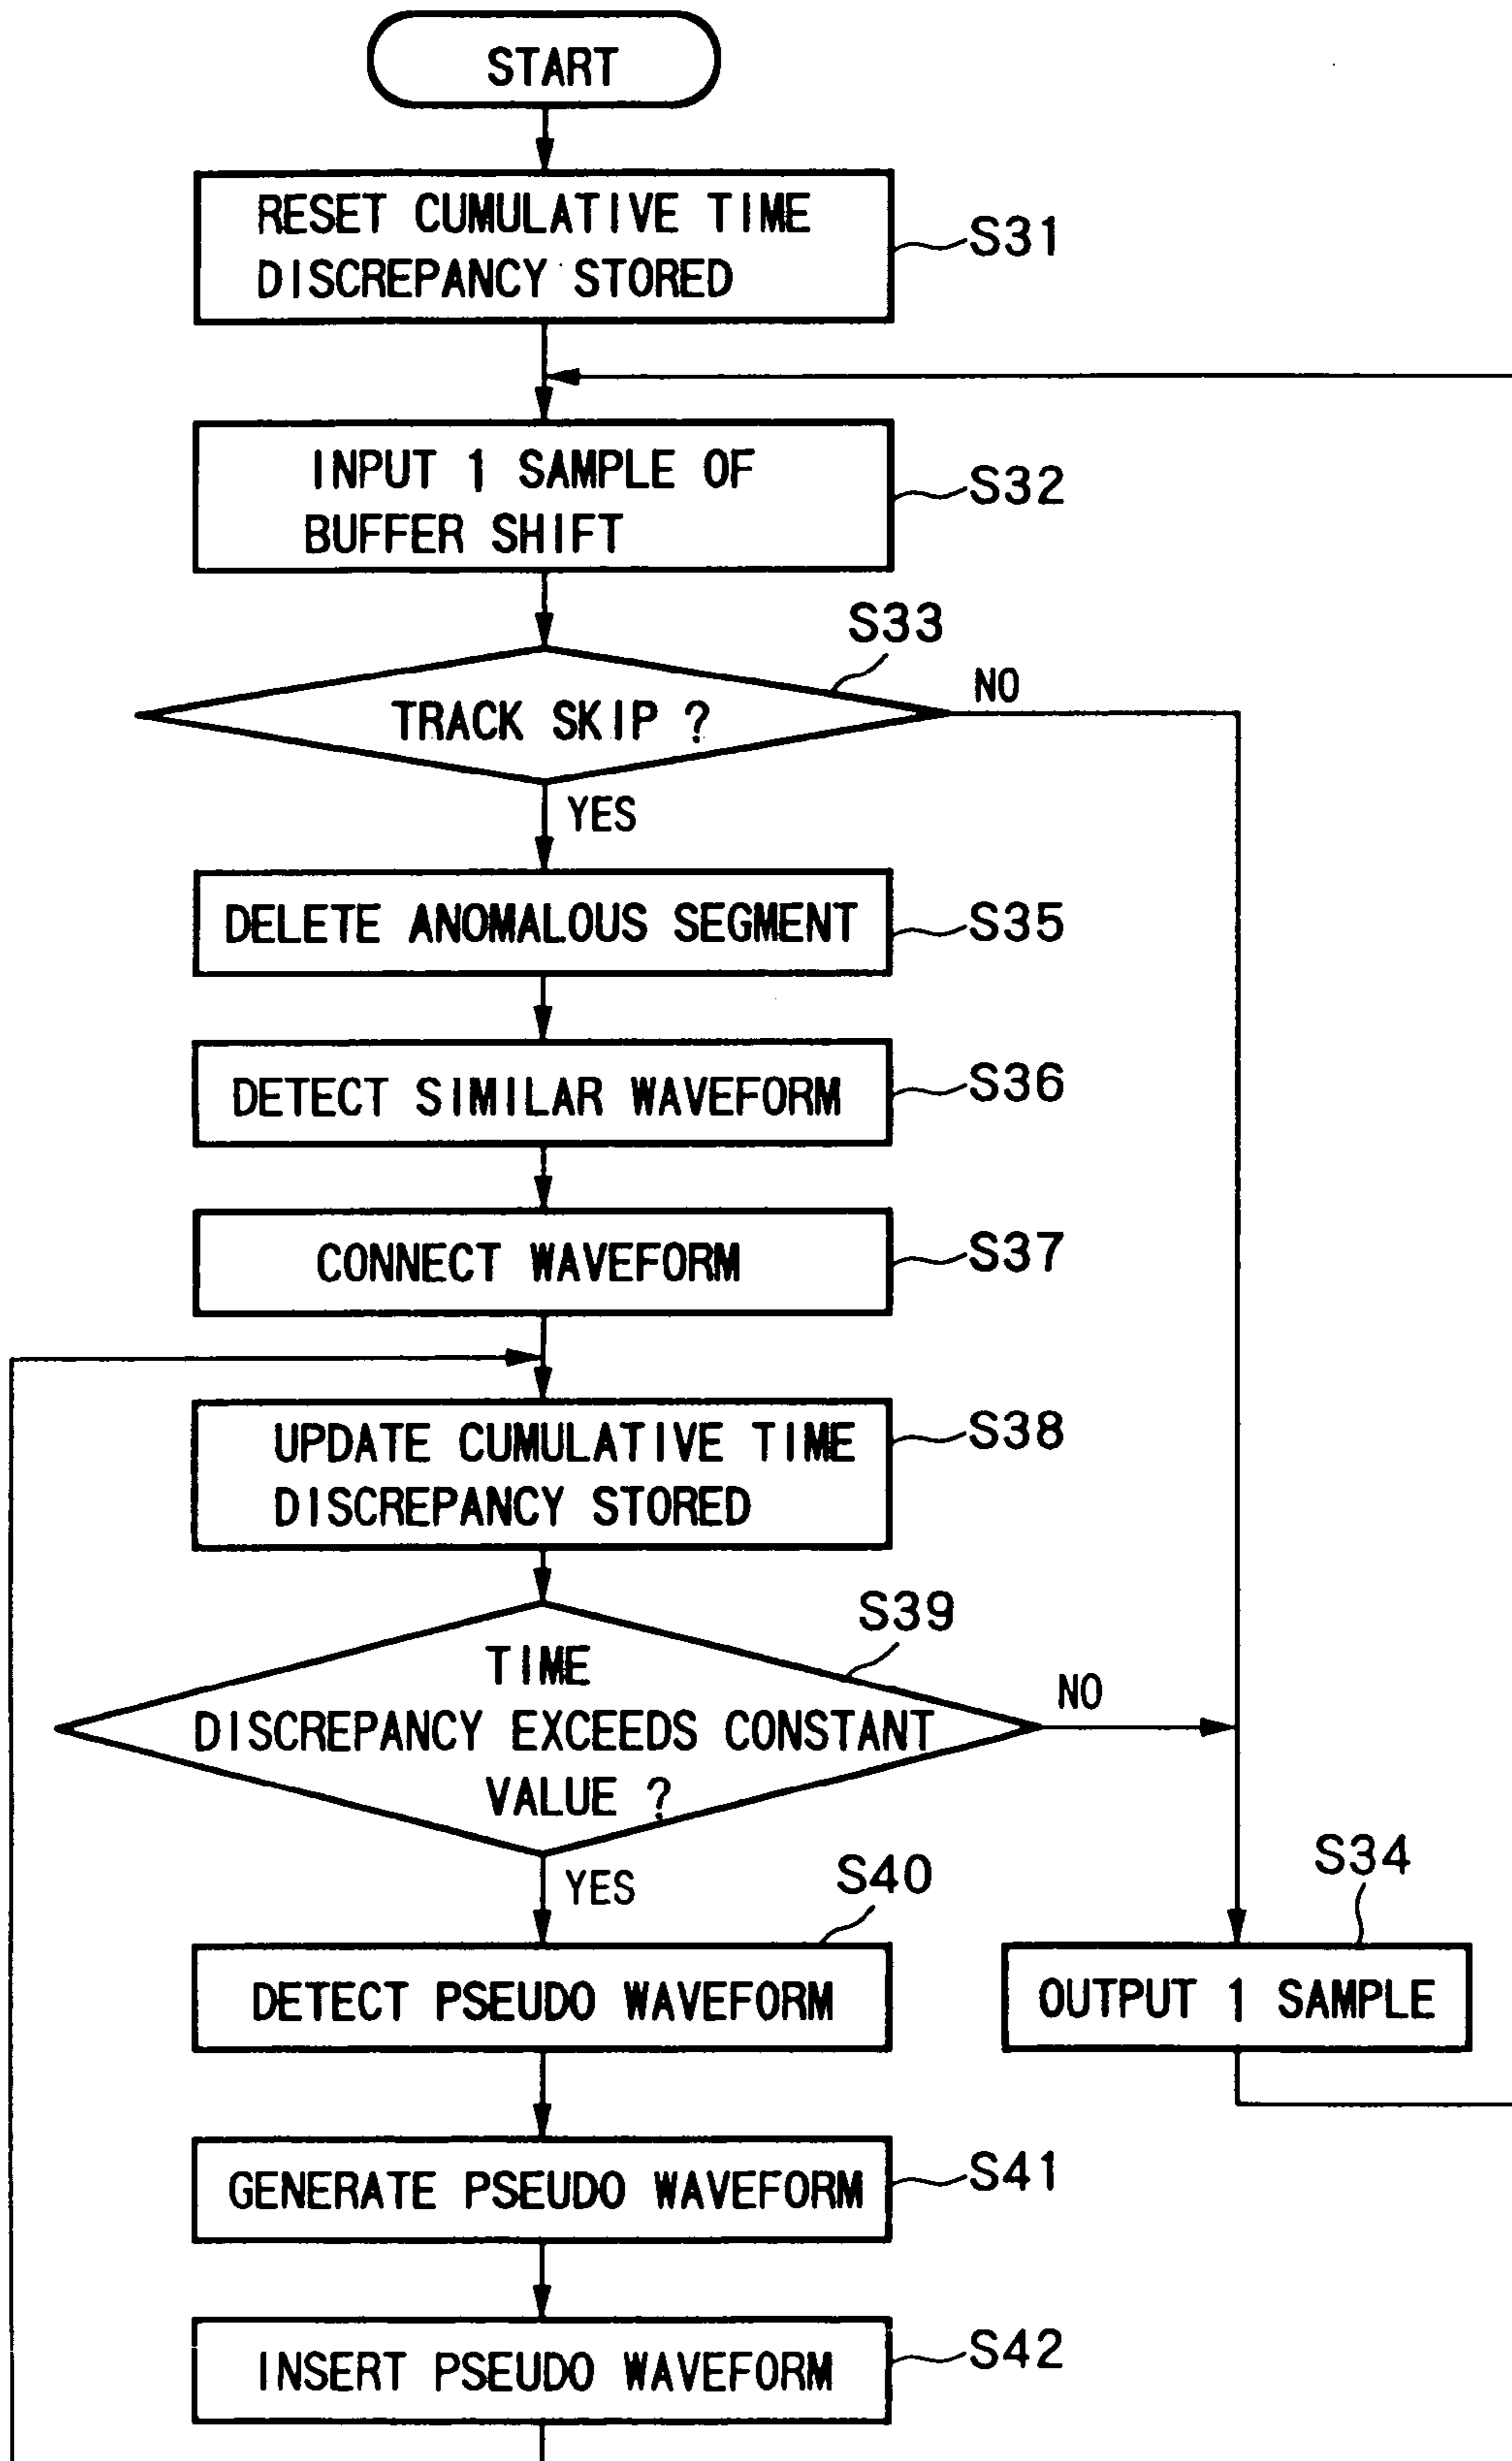 START
RESET CUMULATIVE TIME
DISCREPANCY STORED
S31
INPUT 1 SAMPLE OF
BUFFER SHIFT
S32
S33
TRACK SKIP ?
NO
YES
DELETE ANOMALOUS SEGMENT
S35
DETECT SIMILAR WAVEFORM
S36
CONNECT WAVEFORM
S37
UPDATE CUMULATIVE TIME
DISCREPANCY STORED
S38
S39
TIME
DISCREPANCY EXCEEDS CONSTANT
VALUE ?
NO
YES
S40
DETECT PSEUDO WAVEFORM
S34
OUTPUT 1 SAMPLE
GENERATE PSEUDO WAVEFORM
S41
INSERT PSEUDO WAVEFORM
S42